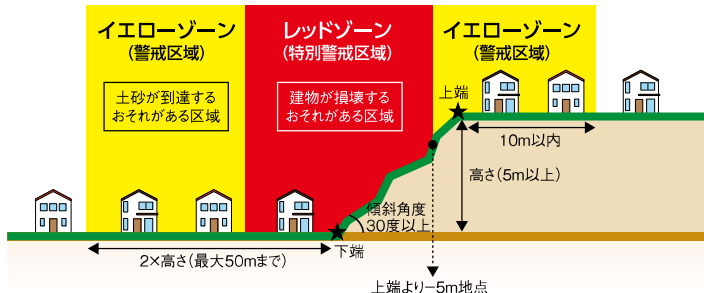 イエローゾーン
(警戒区域)
土砂が到達する
おそれがある区域
レッドゾーン
(特別警戒区域)
建物が損壊する
おそれがある区域
イエローゾーン
(警戒区域)
上端
10m以内
高さ(5m以上)
傾斜角度
30度以上
下端
2×高さ(最大50mまで)
上端より−5m地点